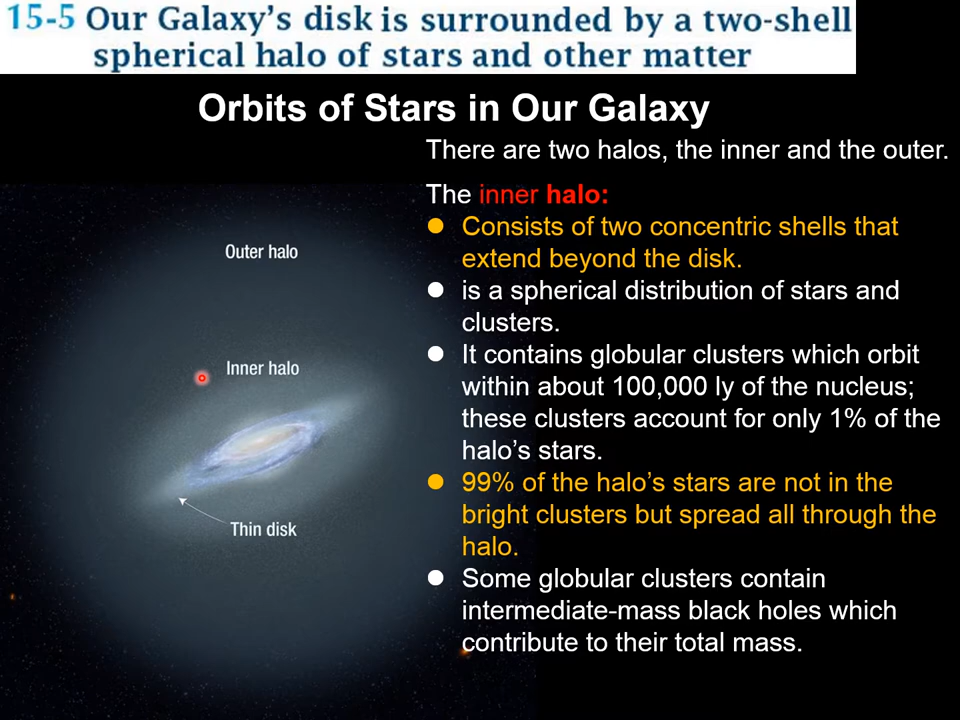 15-5 Our Galaxy's disk is surrounded by a two-shell
spherical halo of stars and other matter
Orbits of Stars in Our Galaxy
There are two halos, the inner and the outer.
The inner halo:
● Consists of two concentric shells that
extend beyond the disk.
● is a spherical distribution of stars and
clusters.
● It contains globular clusters which orbit
within about 100,000 ly of the nucleus;
these clusters account for only 1% of the
halo's stars.
● 99% of the halo's stars are not in the
bright clusters but spread all through the
halo.
● Some globular clusters contain
intermediate-mass black holes which
contribute to their total mass.
Outer halo
Inner halo
Thin disk